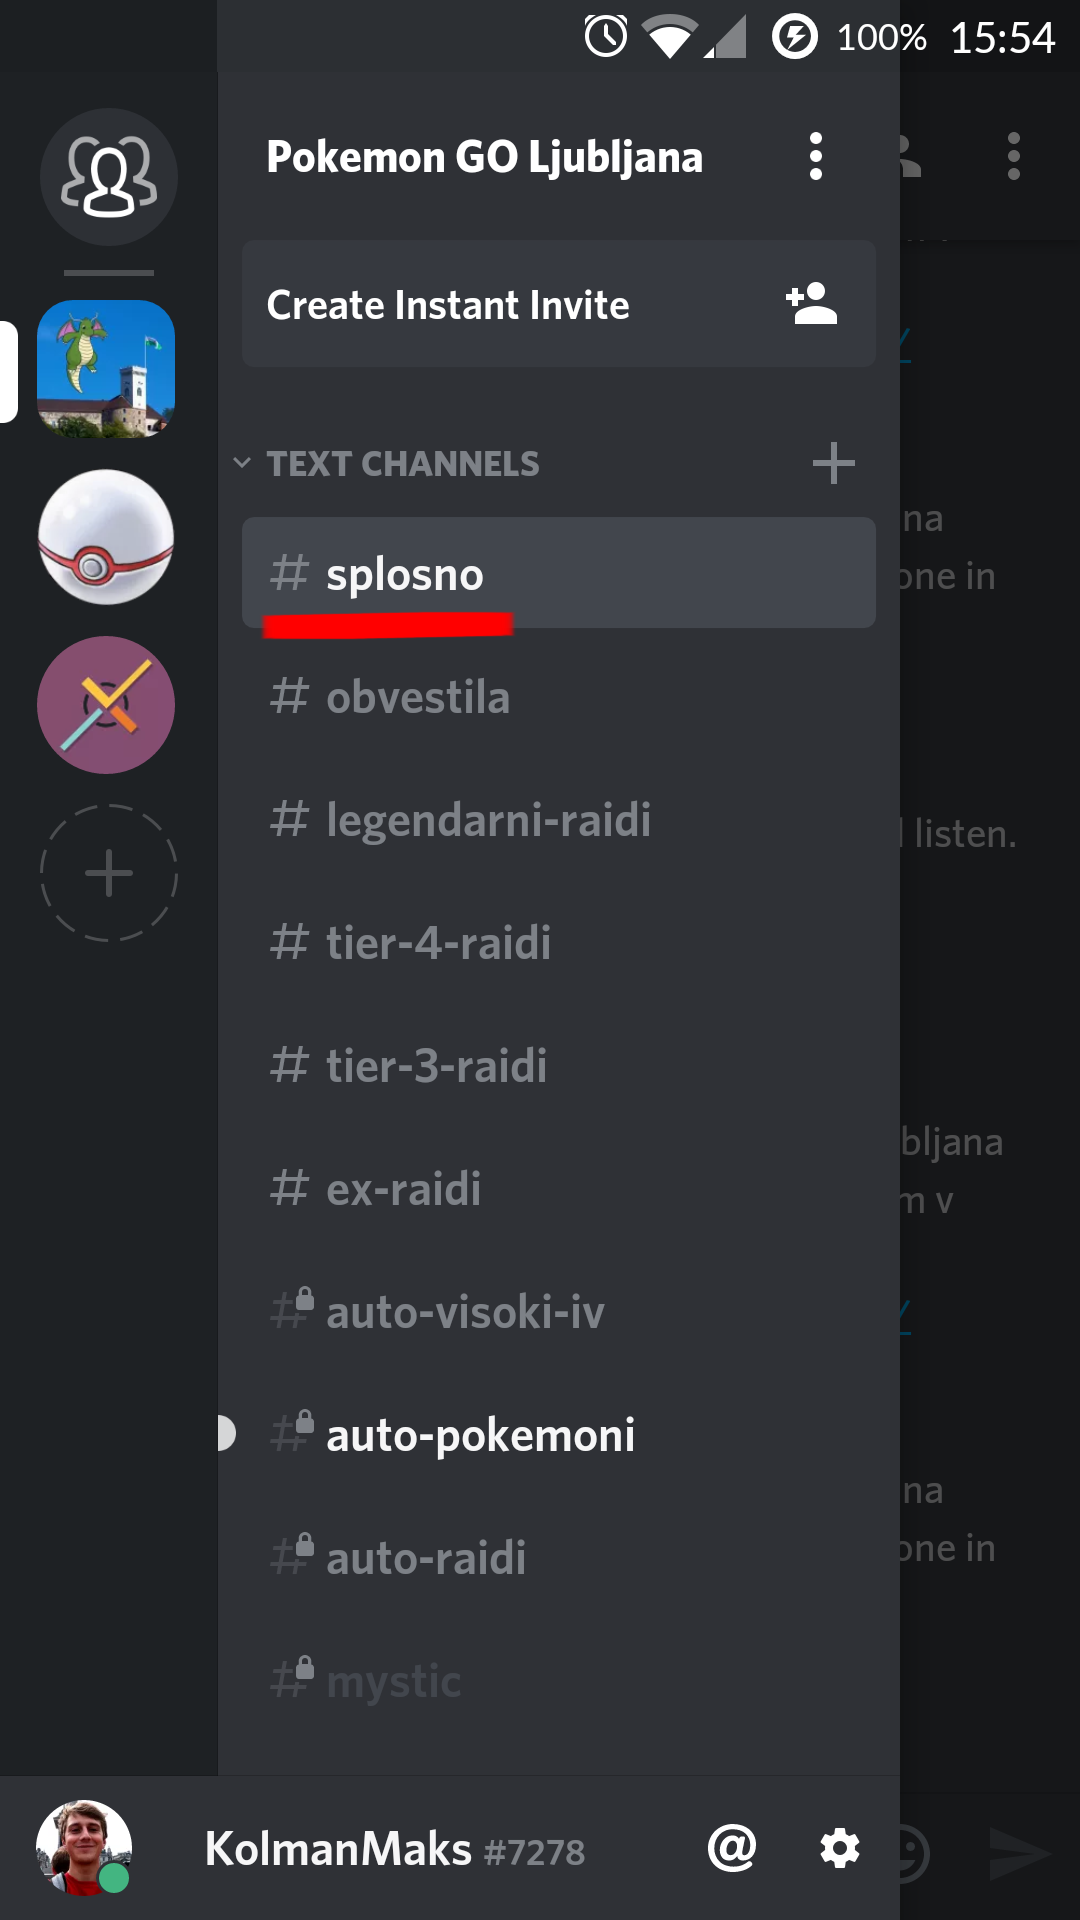 100% 15:54
Pokemon GO Ljubljana
Create Instant Invite
TEXT CHANNELS
# splosno
na
one in
# obvestila
# legendarni-raidi
listen.
# tier-4-raidi
# tier-3-raidi
bljana
# ex-raidi
m v
# auto-visoki-iv
# auto-pokemoni
na
one in
# auto-raidi
# mystic
KolmanMaks #7278 @